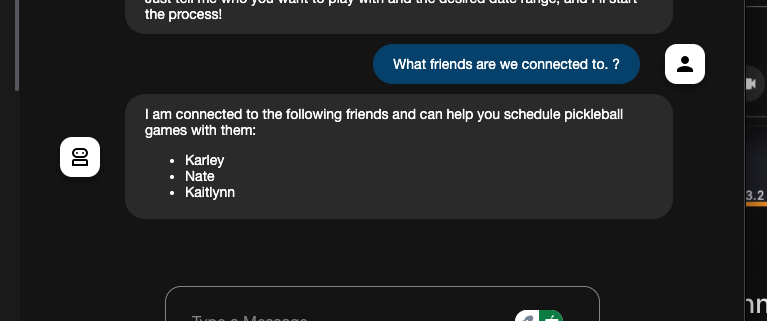 Just tell me who you want to play with and the desired date range, and I'll start
the process!
What friends are we connected to. ?
I am connected to the following friends and can help you schedule pickleball
games with them:
• Karley
• Nate
• Kaitlynn
Type a Message
3.2